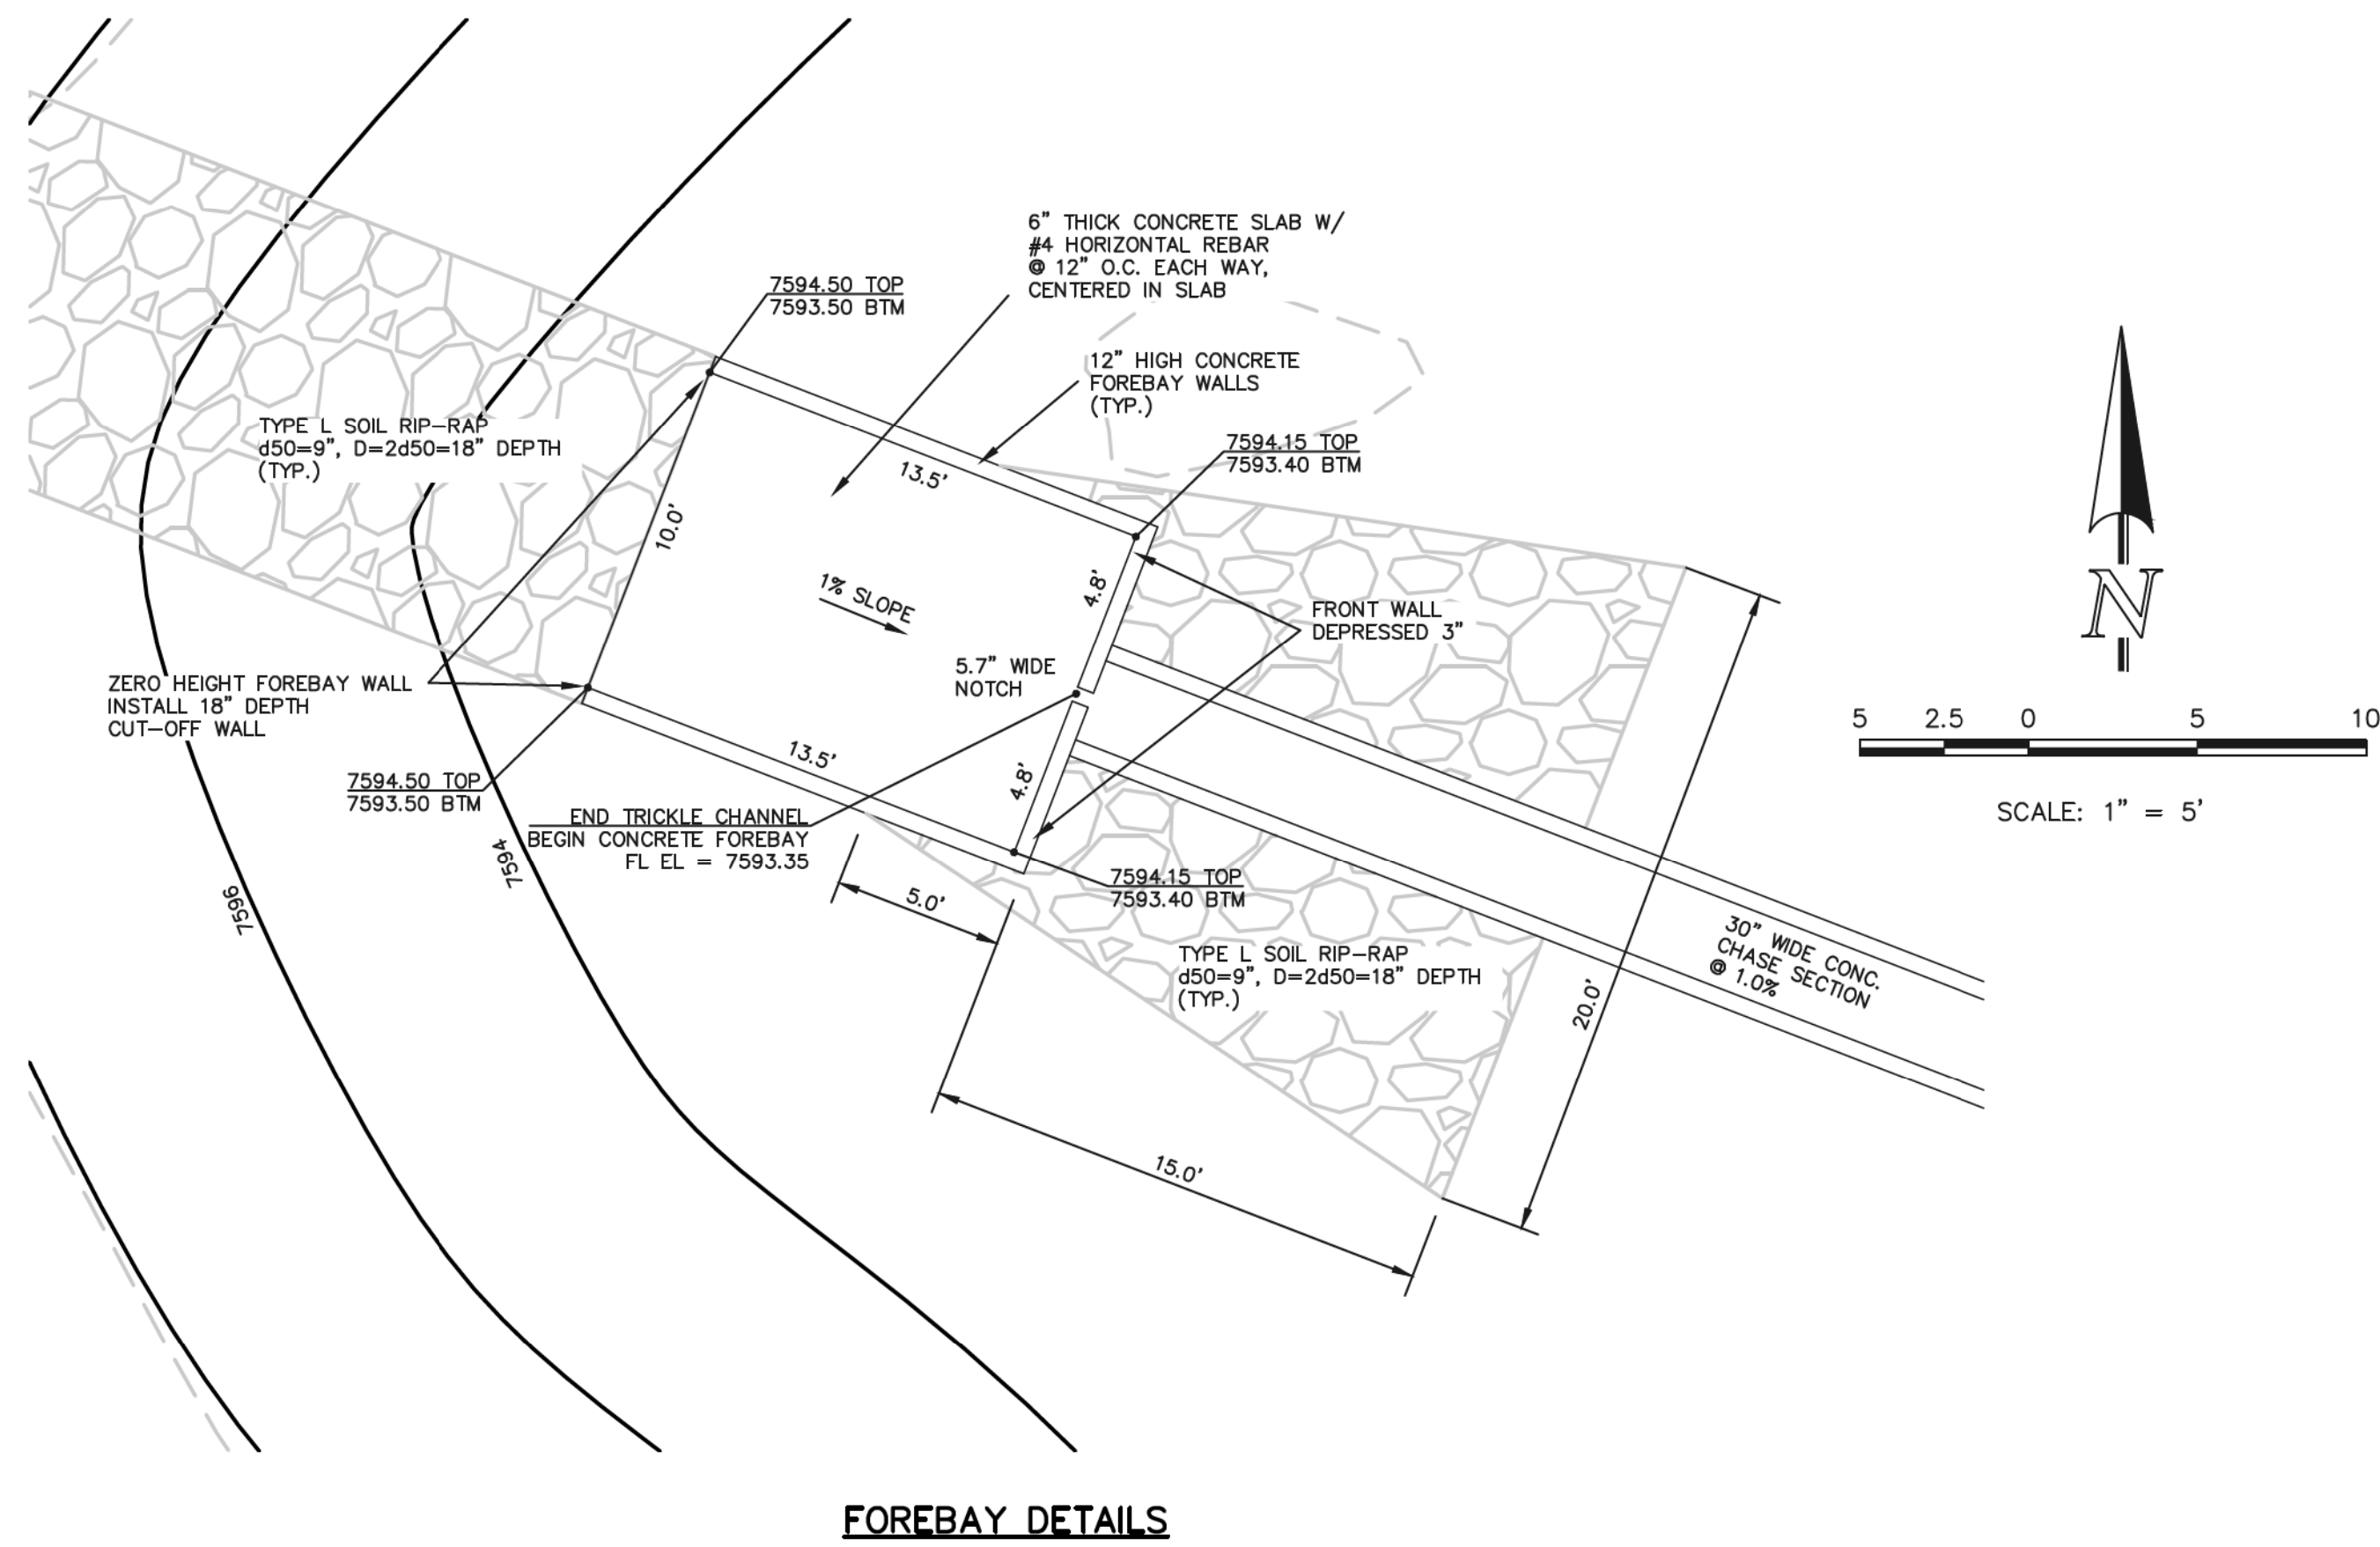 6” THICK CONCRETE SLAB W/
#4 HORIZONTAL REBAR
@ 12” O.C. EACH WAY,
CENTERED IN SLAB
7594.50 TOP
7593.50 BTM
12” HIGH CONCRETE
FOREBAY WALLS
(TYP.)
TYPE L SOIL RIP-RAP
d50=9”, D=2d50=18” DEPTH
(TYP.)
7594.15 TOP
7593.40 BTM
13.5’
10.0’
1% SLOPE
4.8’
FRONT WALL
DEPRESSED 3”
5.7” WIDE
NOTCH
ZERO HEIGHT FOREBAY WALL
INSTALL 18” DEPTH
CUT-OFF WALL
N
5 2.5 0 5 10
SCALE: 1” = 5’
13.5’
4.8’
7594.50 TOP
7593.50 BTM
END TRICKLE CHANNEL
BEGIN CONCRETE FOREBAY
FL EL = 7593.35
7594
7596
7594.15 TOP
7593.40 BTM
5.0’
TYPE L SOIL RIP-RAP
d50=9”, D=2d50=18” DEPTH
(TYP.)
30” WIDE CONC.
CHASE SECTION
@ 1.0%
20.0’
15.0’
FOREBAY DETAILS